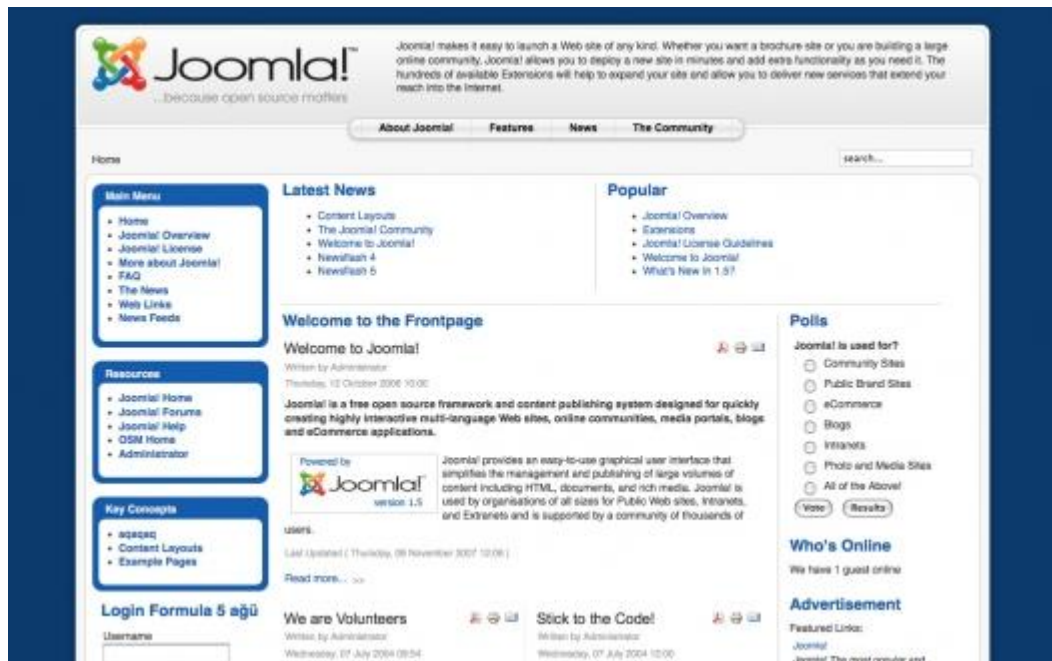 Joomla!™
...because open source matters
Joomla! makes it easy to launch a Web site of any kind. Whether you want a brochure site or you are building a large
online community, Joomla! allows you to deploy a new site in minutes and add extra functionality as you need it. The
hundreds of available Extensions will help to expand your site and allow you to deliver new services that extend your
reach into the Internet.
About Joomla! Features News The Community
Home
search...
Main Menu
Home
Joomla! Overview
Joomla! License
More about Joomla!
FAQ
The News
Web Links
News Feeds
Resources
Joomla! Home
Joomla! Forums
Joomla! Help
OSM Home
Administrator
Key Concepts
aqaqaq
Content Layouts
Example Pages
Login Formula 5 ağü
Username
Latest News
Content Layouts
The Joomla! Community
Welcome to Joomla!
Newsflash 4
Newsflash 5
Popular
Joomla! Overview
Extensions
Joomla! License Guidelines
Welcome to Joomla!
What's New In 1.5?
Welcome to the Frontpage
Welcome to Joomla!
Written by Administrator
Thursday, 12 October 2006 10:00
Joomla! is a free open source framework and content publishing system designed for quickly
creating highly interactive multi-language Web sites, online communities, media portals, blogs
and eCommerce applications.
Powered by
Joomla!
version 1.5
Joomla! provides an easy-to-use graphical user interface that
simplifies the management and publishing of large volumes of
content including HTML, documents, and rich media. Joomla! is
used by organisations of all sizes for Public Web sites, Intranets,
and Extranets and is supported by a community of thousands of
users.
Last Updated ( Thursday, 08 November 2007 12:06 )
Read more... >>
We are Volunteers
Written by Administrator
Wednesday, 07 July 2004 09:54
Stick to the Code!
Written by Administrator
Wednesday, 07 July 2004 12:00
Polls
Joomla! is used for?
Community Sites
Public Brand Sites
eCommerce
Blogs
Intranets
Photo and Media Sites
All of the Above!
Vote Results
Who's Online
We have 1 guest online
Advertisement
Featured Links:
Joomla!
Joomla! The most popular and